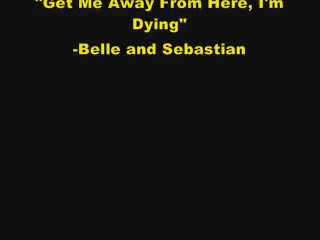 "Get Me Away From Here, I'm
Dying"
-Belle and Sebastian